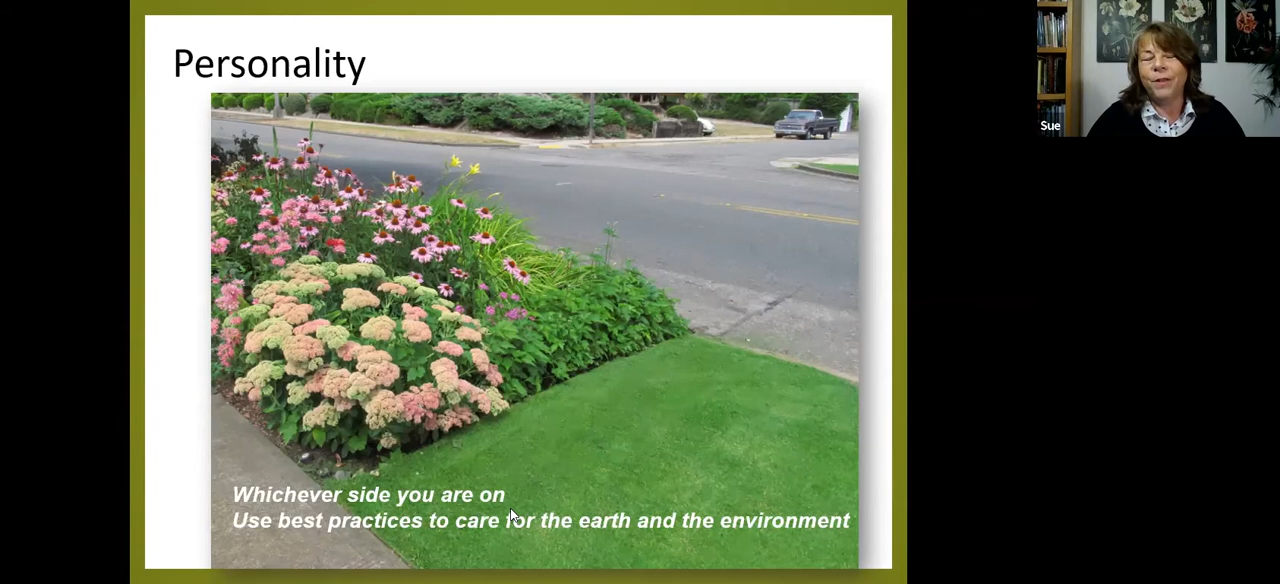 Personality
Whichever side you are on
Use best practices to care for the earth and the environment
Sue